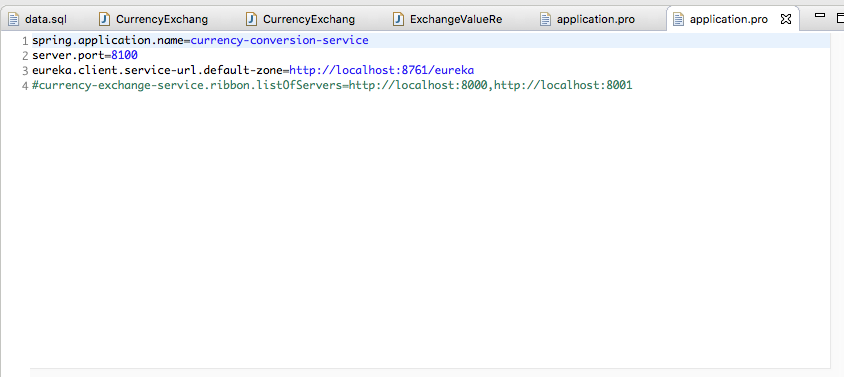 data.sql CurrencyExchang CurrencyExchang ExchangeValueRe application.pro application.pro
1 spring.application.name=currency-conversion-service
2 server.port=8100
3 eureka.client.service-url.default-zone=http://localhost:8761/eureka
4 #currency-exchange-service.ribbon.listOfServers=http://localhost:8000,http://localhost:8001